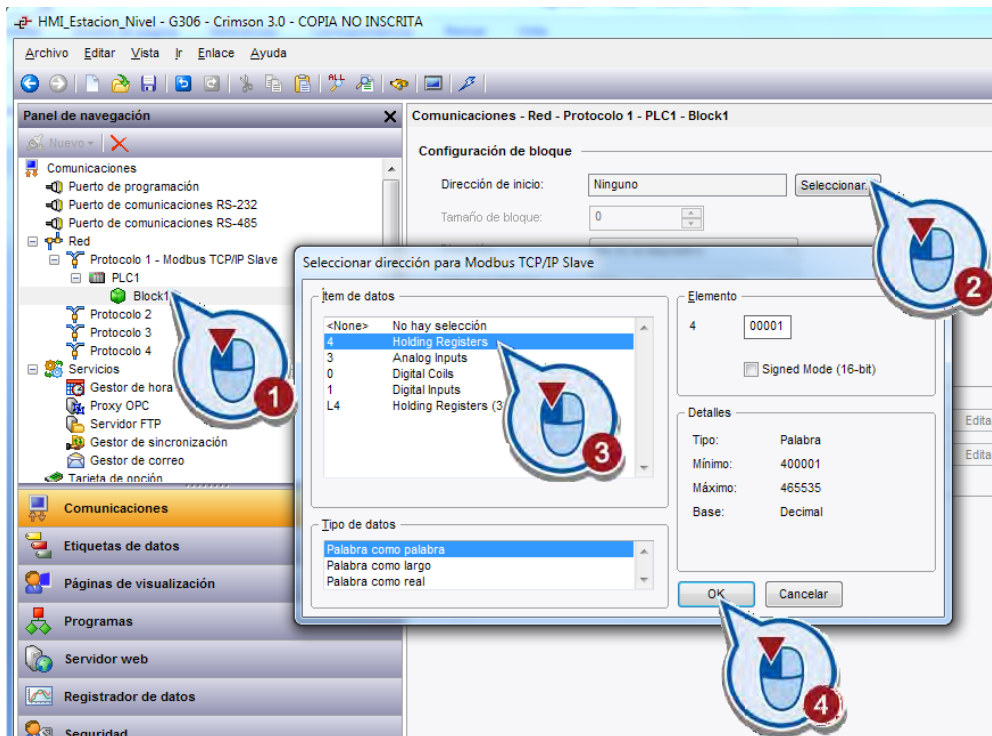 HMI_Estacion_Nivel - G306 - Crimson 3.0 - COPIA NO INSCRITA
Archivo Editar Vista Ir Enlace Ayuda
ALL
Panel de navegación
Nuevo
Comunicaciones
Puerto de programación
Puerto de comunicaciones RS-232
Puerto de comunicaciones RS-485
Red
Protocolo 1 - Modbus TCP/IP Slave
PLC1
Block1
Protocolo 2
Protocolo 3
Protocolo 4
Servicios
Gestor de hora
Proxy OPC
Servidor FTP
Gestor de sincronización
Gestor de correo
Tarjeta de opción
1
Comunicaciones
Etiquetas de datos
Páginas de visualización
Programas
Servidor web
Registrador de datos
Seguridad
Comunicaciones - Red - Protocolo 1 - PLC1 - Block1
Configuración de bloque
Dirección de inicio: Ninguno Seleccionar...
Tamaño de bloque: 0
2
Edita
Edita
Seleccionar dirección para Modbus TCP/IP Slave
Ítem de datos
<None> No hay selección
4 Holding Registers
3 Analog Inputs
0 Digital Coils
1 Digital Inputs
L4 Holding Registers (3
3
Tipo de datos
Palabra como palabra
Palabra como largo
Palabra como real
Elemento
4 00001
Signed Mode (16-bit)
Detalles
Tipo: Palabra
Mínimo: 400001
Máximo: 465535
Base: Decimal
OK Cancelar
4